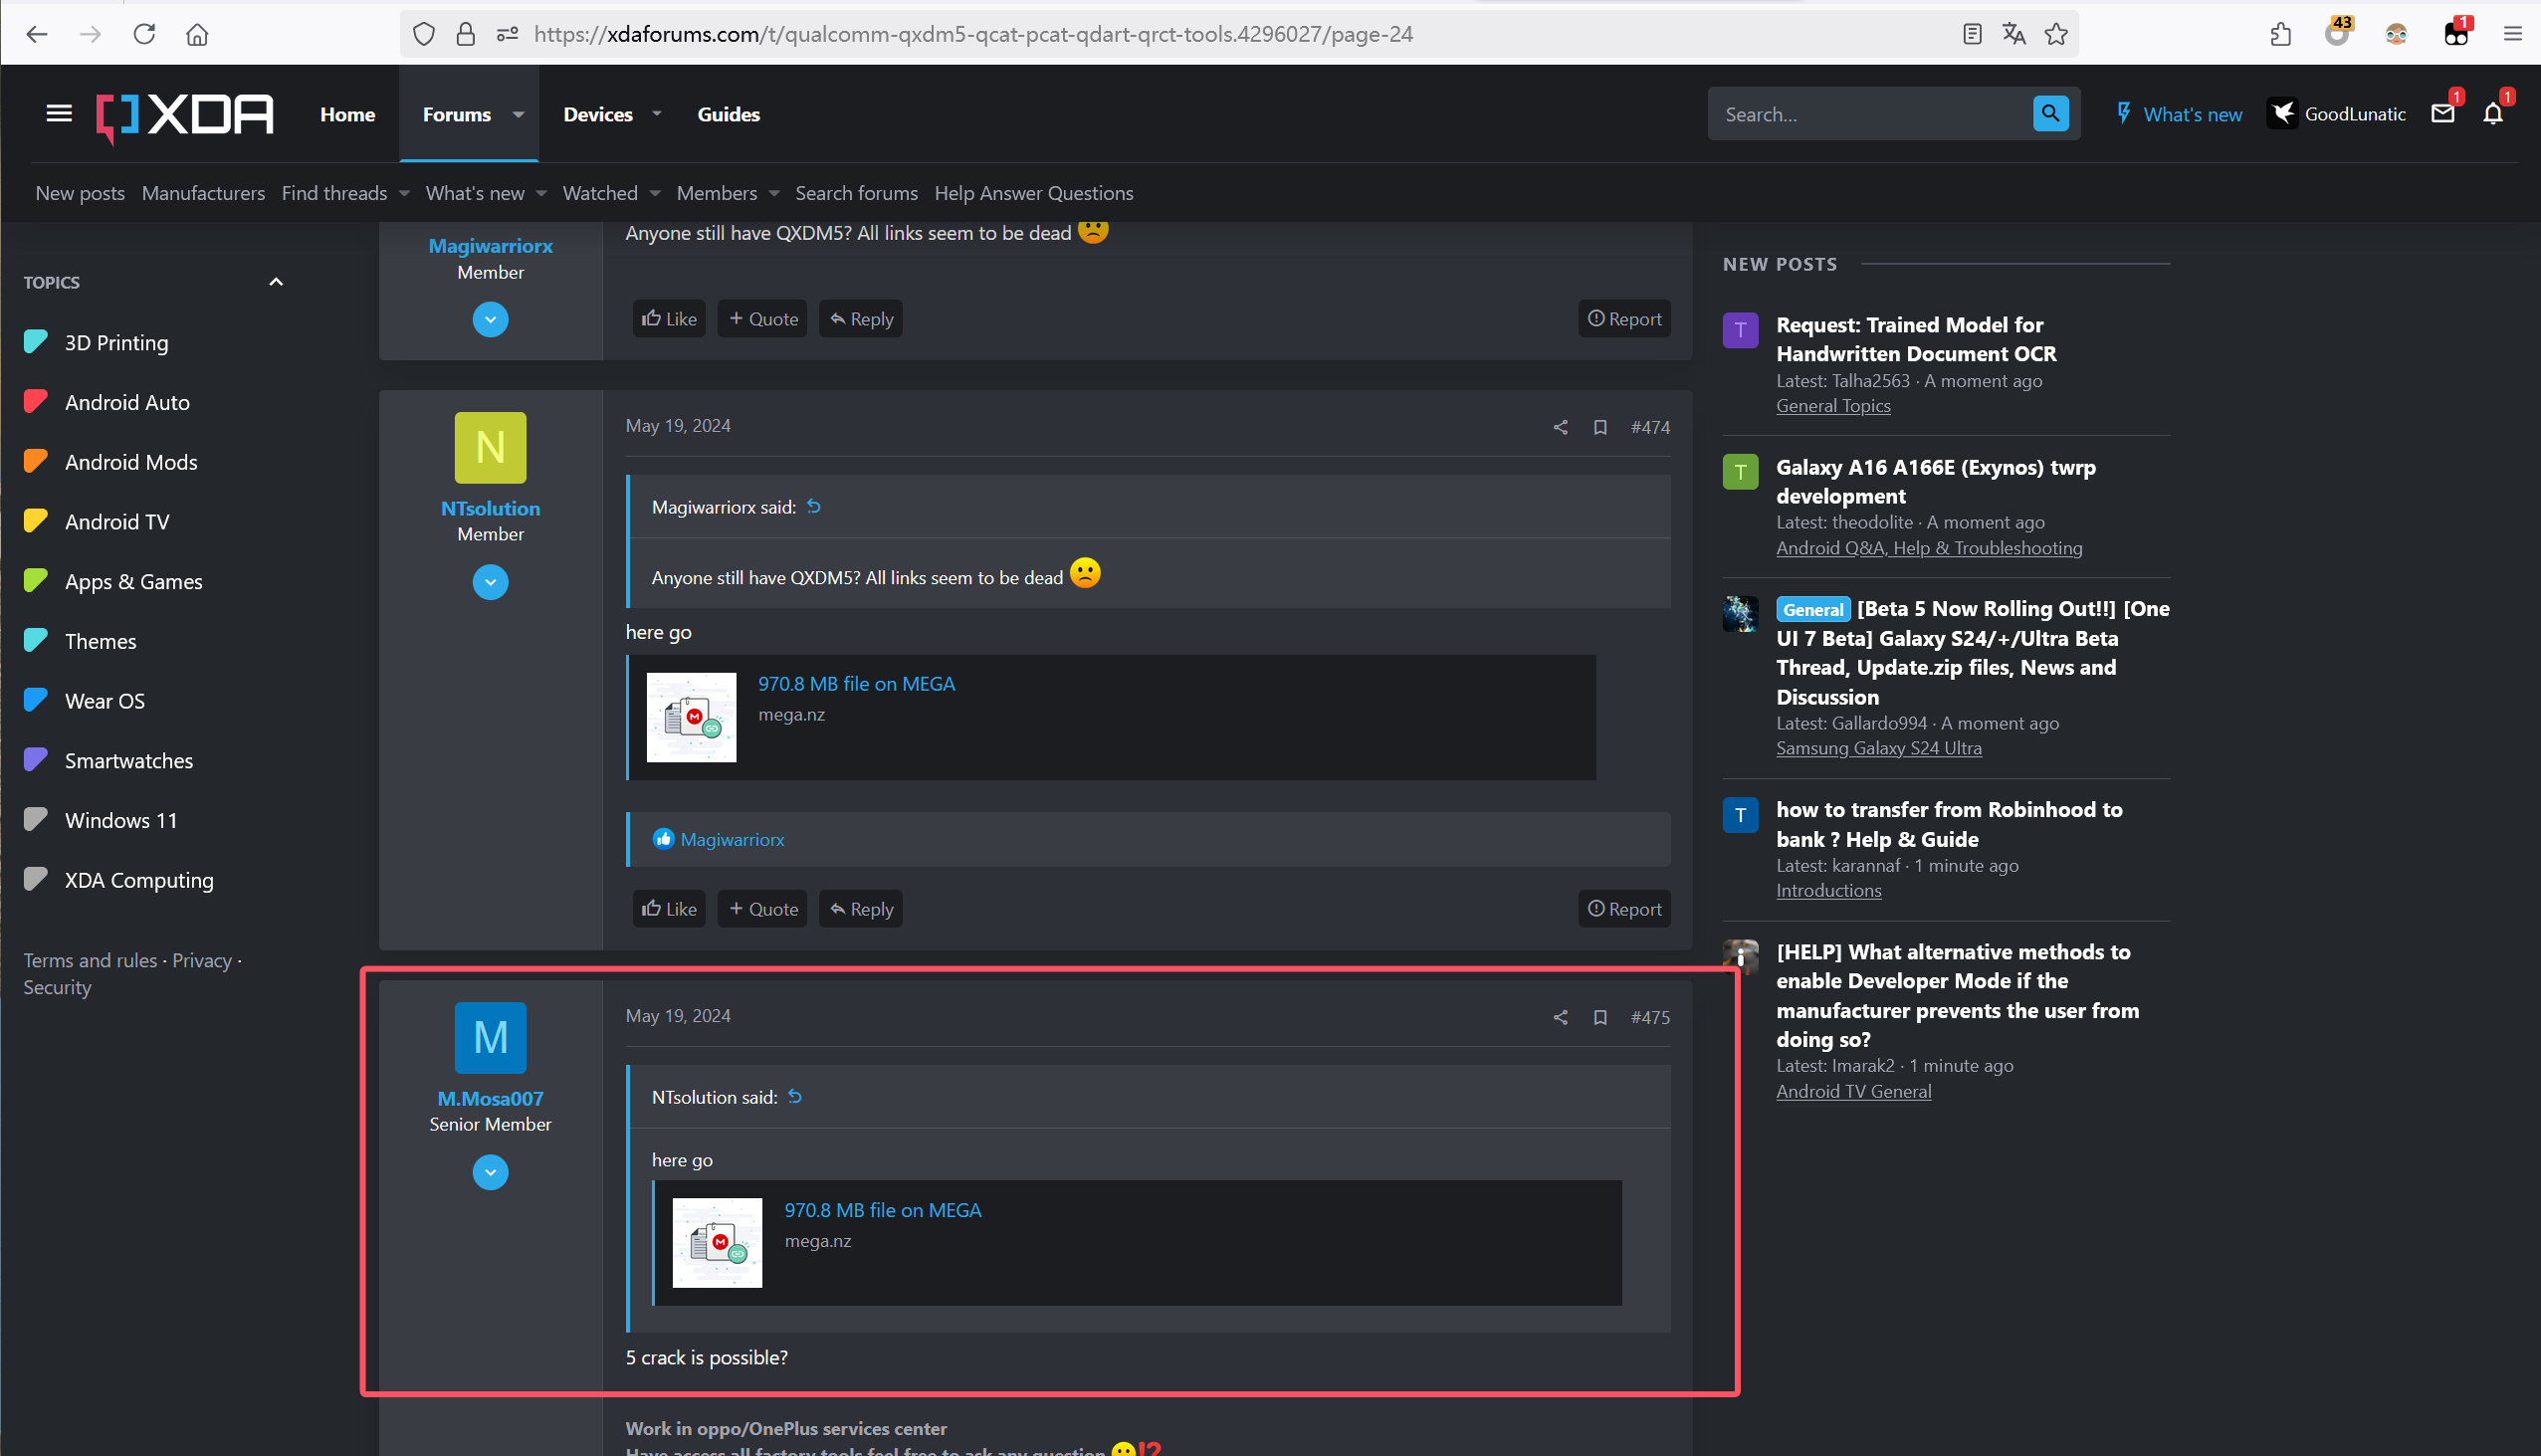 https://xdaforums.com/t/qualcomm-qxdm5-qcat-pcat-qdart-qrct-tools.4296027/page-24
43
1
XDA
Home
Forums
Devices
Guides
Search...
What's new
GoodLunatic
1
1
New posts
Manufacturers
Find threads
What's new
Watched
Members
Search forums
Help Answer Questions
TOPICS
3D Printing
Android Auto
Android Mods
Android TV
Apps & Games
Themes
Wear OS
Smartwatches
Windows 11
XDA Computing
Terms and rules · Privacy ·
Security
Magiwarriorx
Member
Anyone still have QXDM5? All links seem to be dead
Like
Quote
Reply
Report
N
NTsolution
Member
May 19, 2024
#474
Magiwarriorx said:
Anyone still have QXDM5? All links seem to be dead
here go
970.8 MB file on MEGA
mega.nz
Magiwarriorx
Like
Quote
Reply
Report
M
M.Mosa007
Senior Member
May 19, 2024
#475
NTsolution said:
here go
970.8 MB file on MEGA
mega.nz
5 crack is possible?
Work in oppo/OnePlus services center
Have access all factory tools feel free to ask any question
NEW POSTS
T
Request: Trained Model for
Handwritten Document OCR
Latest: Talha2563 · A moment ago
General Topics
T
Galaxy A16 A166E (Exynos) twrp
development
Latest: theodolite · A moment ago
Android Q&A, Help & Troubleshooting
General [Beta 5 Now Rolling Out!!] [One
UI 7 Beta] Galaxy S24/+/Ultra Beta
Thread, Update.zip files, News and
Discussion
Latest: Gallardo994 · A moment ago
Samsung Galaxy S24 Ultra
T
how to transfer from Robinhood to
bank ? Help & Guide
Latest: karannaf · 1 minute ago
Introductions
[HELP] What alternative methods to
enable Developer Mode if the
manufacturer prevents the user from
doing so?
Latest: Imarak2 · 1 minute ago
Android TV General